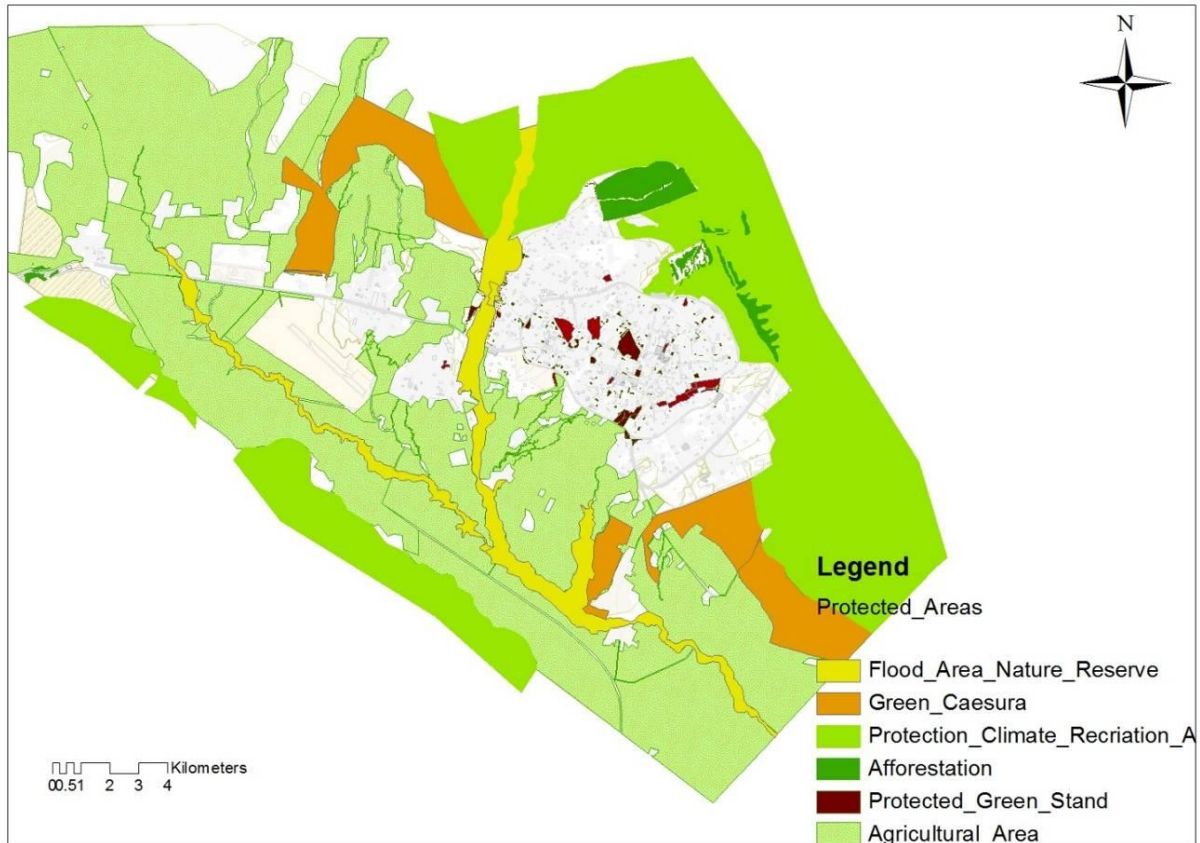 N
Legend
Protected_Areas
Flood_Area_Nature_Reserve
Green_Caesura
Protection_Climate_Recriation_A
Afforestation
Protected_Green_Stand
Agricultural_Area
Kilometers
00.51 2 3 4